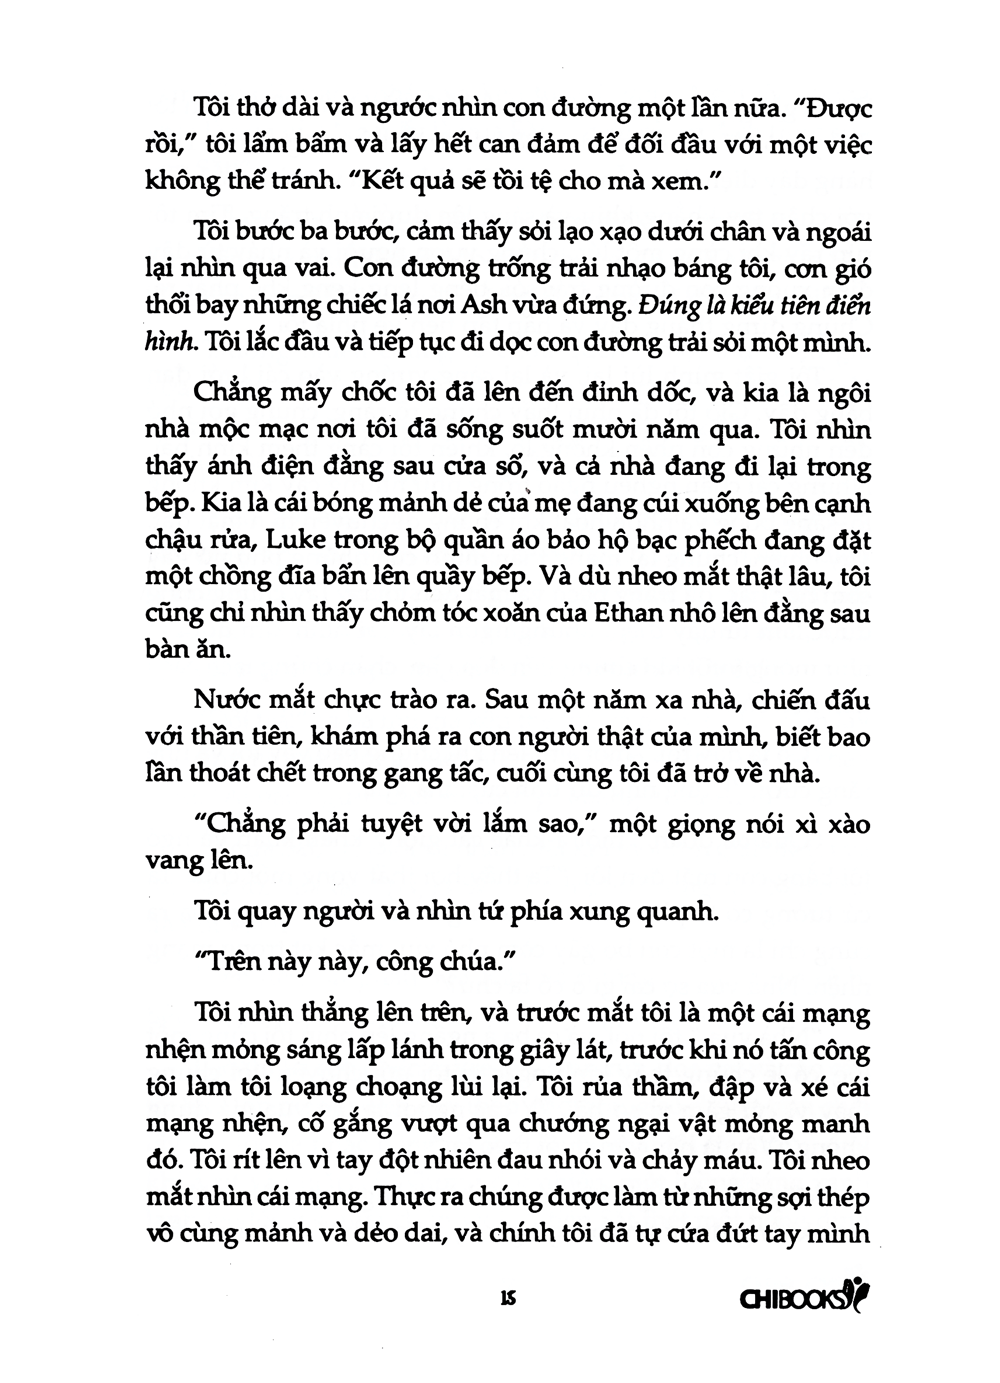 Tôi thở dài và ngước nhìn con đường một lần nữa. "Được
rồi," tôi lẩm bẩm và lấy hết can đảm để đối đầu với một việc
không thể tránh. "Kết quả sẽ tồi tệ cho mà xem."
Tôi bước ba bước, cảm thấy sỏi lạo xạo dưới chân và ngoái
lại nhìn qua vai. Con đường trống trải nhạo báng tôi, cơn gió
thổi bay những chiếc lá nơi Ash vừa đứng. Đúng là kiểu tiên điển
hình. Tôi lắc đầu và tiếp tục đi dọc con đường trải sỏi một mình.
Chẳng mấy chốc tôi đã lên đến đỉnh dốc, và kia là ngôi
nhà mộc mạc nơi tôi đã sống suốt mười năm qua. Tôi nhìn
thấy ánh điện đằng sau cửa sổ, và cả nhà đang đi lại trong
bếp. Kia là cái bóng mảnh dẻ của mẹ đang cúi xuống bên cạnh
chậu rửa, Luke trong bộ quần áo bảo hộ bạc phếch đang đặt
một chồng đĩa bẩn lên quầy bếp. Và dù nheo mắt thật lâu, tôi
cũng chỉ nhìn thấy chỏm tóc xoăn của Ethan nhô lên đằng sau
bàn ăn.
Nước mắt chực trào ra. Sau một năm xa nhà, chiến đấu
với thần tiên, khám phá ra con người thật của mình, biết bao
lần thoát chết trong gang tấc, cuối cùng tôi đã trở về nhà.
"Chẳng phải tuyệt vời lắm sao," một giọng nói xì xào
vang lên.
Tôi quay người và nhìn tứ phía xung quanh.
"Trên này này, công chúa."
Tôi nhìn thẳng lên trên, và trước mắt tôi là một cái mạng
nhện mỏng sáng lấp lánh trong giây lát, trước khi nó tấn công
tôi làm tôi loạng choạng lùi lại. Tôi rủa thầm, đập và xé cái
mạng nhện, cố gắng vượt qua chướng ngại vật mỏng manh
đó. Tôi rít lên vì tay đột nhiên đau nhói và chảy máu. Tôi nheo
mắt nhìn cái mạng. Thực ra chúng được làm từ những sợi thép
vô cùng mảnh và dẻo dai, và chính tôi đã tự cứa đứt tay mình
15
CHIBOOKS